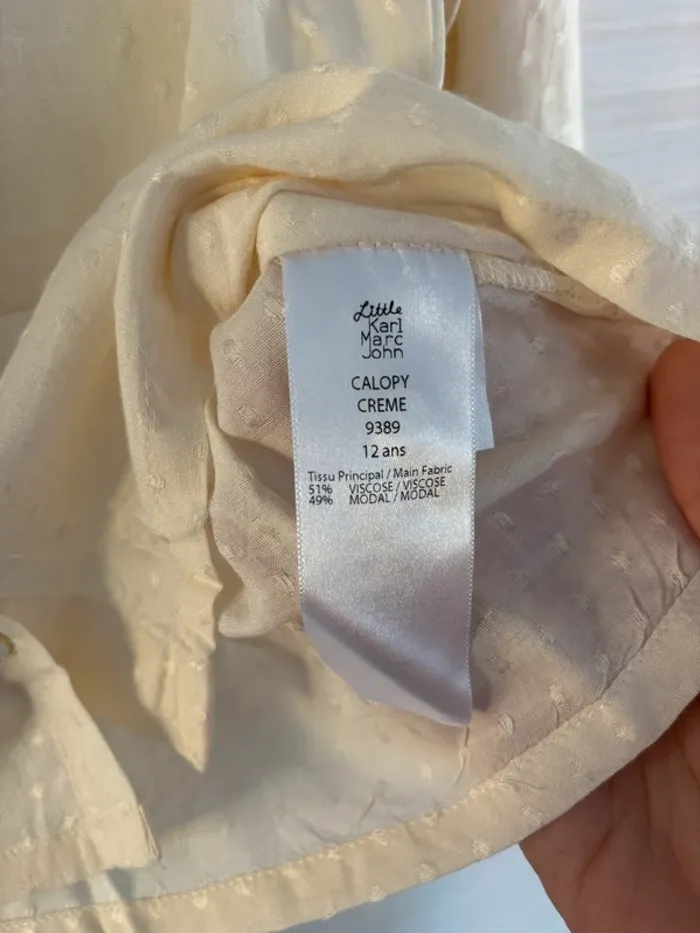 Little
Karl
Marc
John
CALOPY
CREME
9389
12 ans
Tissu Principal / Main Fabric
51% VISCOSE / VISCOSE
49% MODAL / MODAL